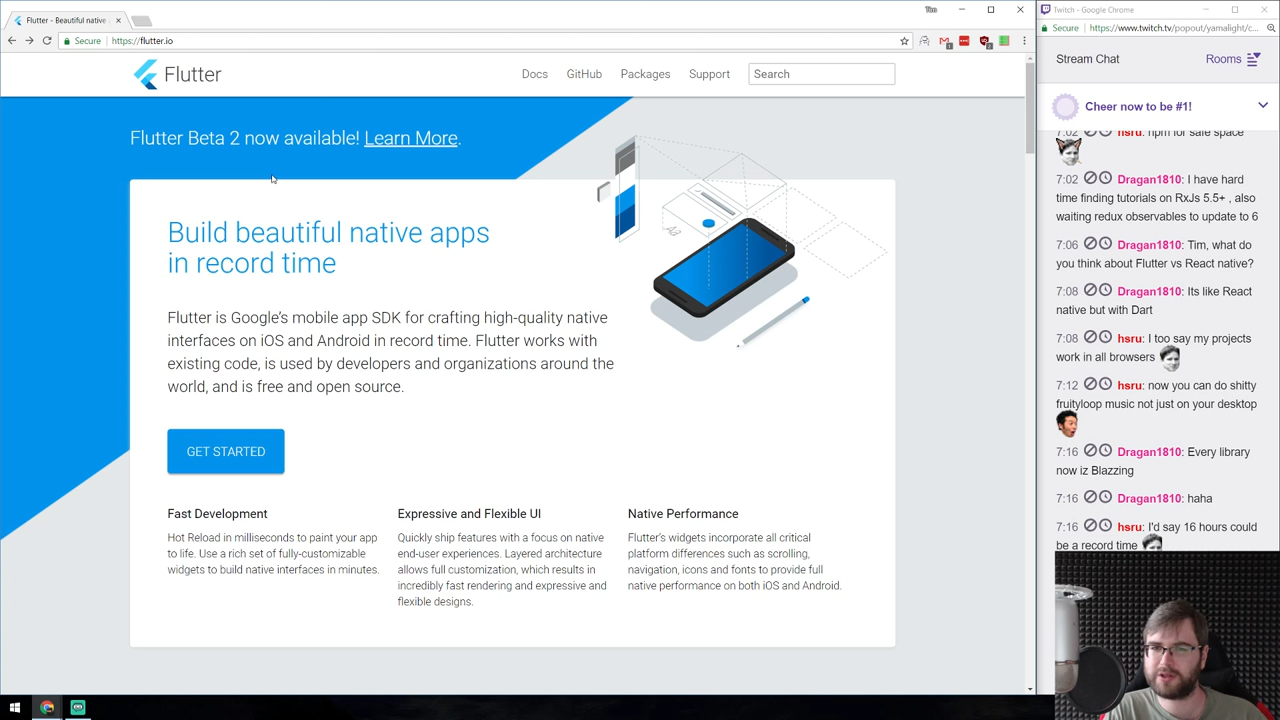 Flutter - Beautiful native
Tim
Secure
https://flutter.io
Flutter
Docs
GitHub
Packages
Support
Search
Flutter Beta 2 now available! Learn More.
Build beautiful native apps
in record time
Flutter is Google's mobile app SDK for crafting high-quality native
interfaces on iOS and Android in record time. Flutter works with
existing code, is used by developers and organizations around the
world, and is free and open source.
GET STARTED
Fast Development
Hot Reload in milliseconds to paint your app
to life. Use a rich set of fully-customizable
widgets to build native interfaces in minutes.
Expressive and Flexible UI
Quickly ship features with a focus on native
end-user experiences. Layered architecture
allows full customization, which results in
incredibly fast rendering and expressive and
flexible designs.
Native Performance
Flutter's widgets incorporate all critical
platform differences such as scrolling,
navigation, icons and fonts to provide full
native performance on both iOS and Android.
Twitch - Google Chrome
Secure
https://www.twitch.tv/popout/yamalight/c...
Stream Chat
Rooms
Cheer now to be #1!
7:02 hsru: npm for safe space
7:02 Dragan1810: I have hard
time finding tutorials on RxJs 5.5+ , also
waiting redux observables to update to 6
7:06 Dragan1810: Tim, what do
you think about Flutter vs React native?
7:08 Dragan1810: Its like React
native but with Dart
7:08 hsru: I too say my projects
work in all browsers
7:12 hsru: now you can do shitty
fruityloop music not just on your desktop
7:16 Dragan1810: Every library
now iz Blazzing
7:16 Dragan1810: haha
7:16 hsru: I'd say 16 hours could
be a record time